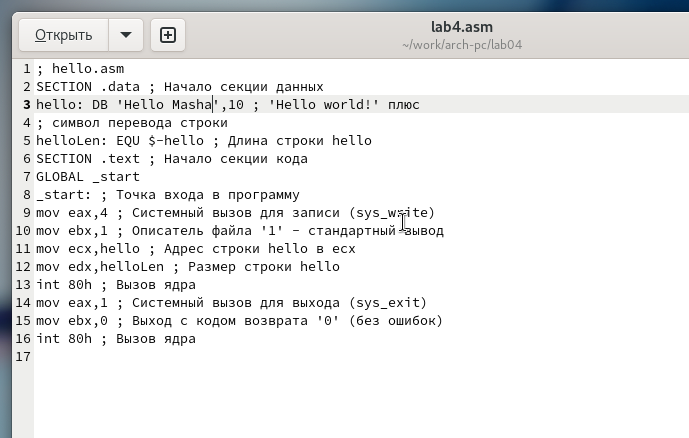 Открыть
lab4.asm
~/work/arch-pc/lab04
1 ; hello.asm
2 SECTION .data ; Начало секции данных
3 hello: DB 'Hello Masha',10 ; 'Hello world!' плюс
4 ; символ перевода строки
5 helloLen: EQU $-hello ; Длина строки hello
6 SECTION .text ; Начало секции кода
7 GLOBAL _start
8 _start: ; Точка входа в программу
9 mov eax,4 ; Системный вызов для записи (sys_write)
10 mov ebx,1 ; Описатель файла '1' - стандартный вывод
11 mov ecx,hello ; Адрес строки hello в ecx
12 mov edx,helloLen ; Размер строки hello
13 int 80h ; Вызов ядра
14 mov eax,1 ; Системный вызов для выхода (sys_exit)
15 mov ebx,0 ; Выход с кодом возврата '0' (без ошибок)
16 int 80h ; Вызов ядра
17